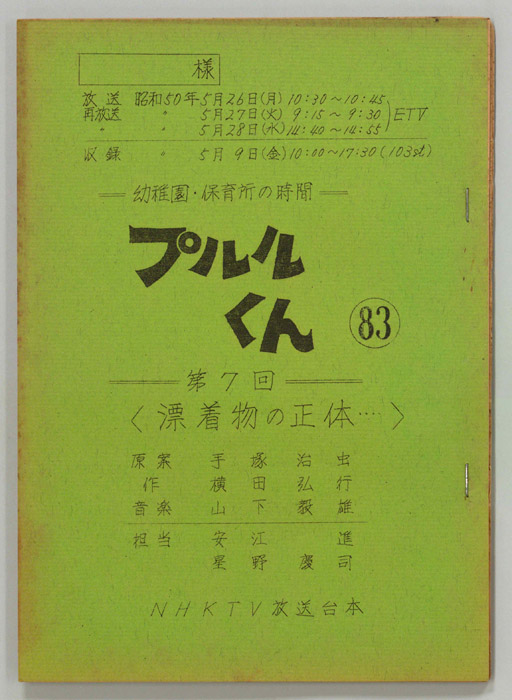 様
放送 昭和50年5月26日(月) 10:30～10:45
再放送 〃 5月27日(火) 9:15～9:30 ETV
〃 〃 5月28日(水) 14:40～14:55
収録 〃 5月9日(金) 10:00～17:30 (103st)
幼稚園・保育所の時間
プルル
くん
83
第7回
〈漂着物の正体‥‥〉
原案 手塚治虫
作 横田弘行
音楽 山下毅雄
担当 安江進
星野慶司
NHKTV放送台本